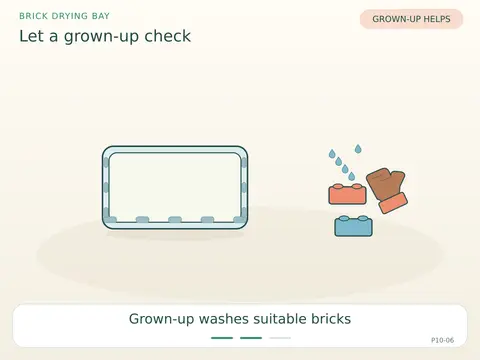 BRICK DRYING BAY
GROWN-UP HELPS
Let a grown-up check
Grown-up washes suitable bricks
P10-06